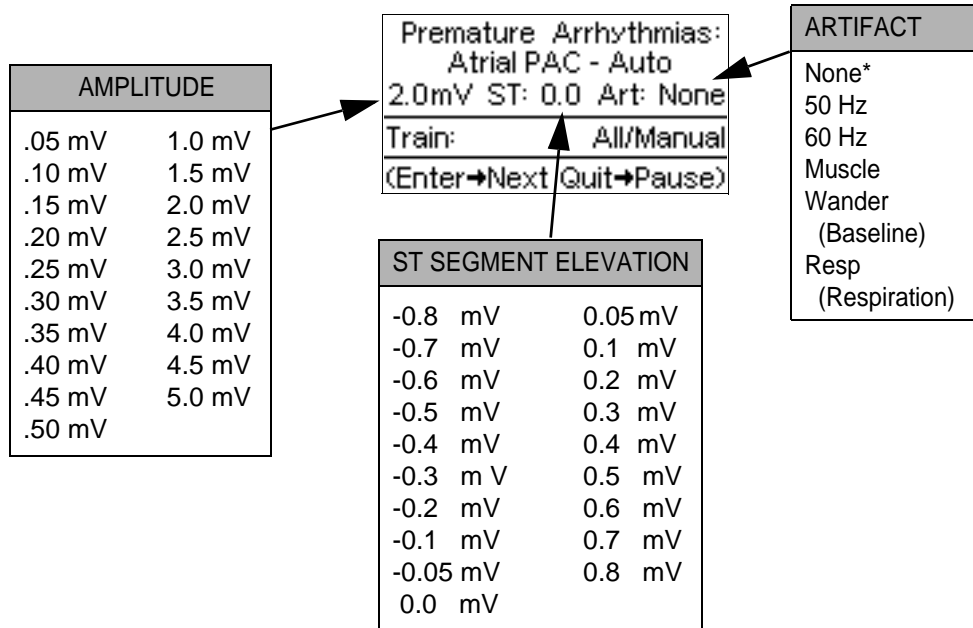 AMPLITUDE
.05 mV 1.0 mV
.10 mV 1.5 mV
.15 mV 2.0 mV
.20 mV 2.5 mV
.25 mV 3.0 mV
.30 mV 3.5 mV
.35 mV 4.0 mV
.40 mV 4.5 mV
.45 mV 5.0 mV
.50 mV
Premature Arrhythmias:
Atrial PAC - Auto
2.0mV ST: 0.0 Art: None
Train: All/Manual
(Enter→Next Quit→Pause)
ARTIFACT
None*
50 Hz
60 Hz
Muscle
Wander
(Baseline)
Resp
(Respiration)
ST SEGMENT ELEVATION
-0.8 mV 0.05 mV
-0.7 mV 0.1 mV
-0.6 mV 0.2 mV
-0.5 mV 0.3 mV
-0.4 mV 0.4 mV
-0.3 m V 0.5 mV
-0.2 mV 0.6 mV
-0.1 mV 0.7 mV
-0.05 mV 0.8 mV
0.0 mV